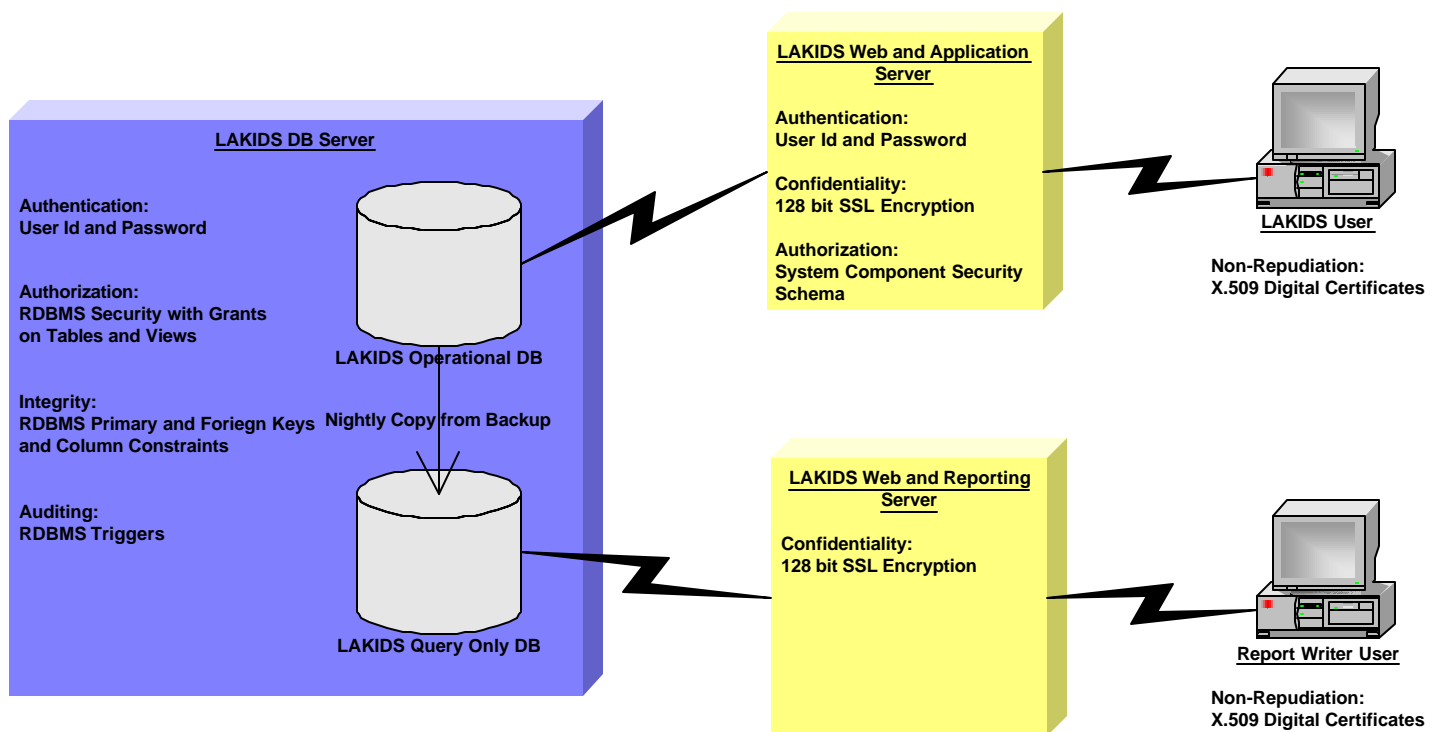 LAKIDS DB Server
Authentication:
User Id and Password
Authorization:
RDBMS Security with Grants
on Tables and Views
Integrity:
RDBMS Primary and Foriegn Keys
and Column Constraints
Auditing:
RDBMS Triggers
LAKIDS Operational DB
Nightly Copy from Backup
LAKIDS Query Only DB
LAKIDS Web and Application
Server
Authentication:
User Id and Password
Confidentiality:
128 bit SSL Encryption
Authorization:
System Component Security
Schema
LAKIDS User
Non-Repudiation:
X.509 Digital Certificates
LAKIDS Web and Reporting
Server
Confidentiality:
128 bit SSL Encryption
Report Writer User
Non-Repudiation:
X.509 Digital Certificates